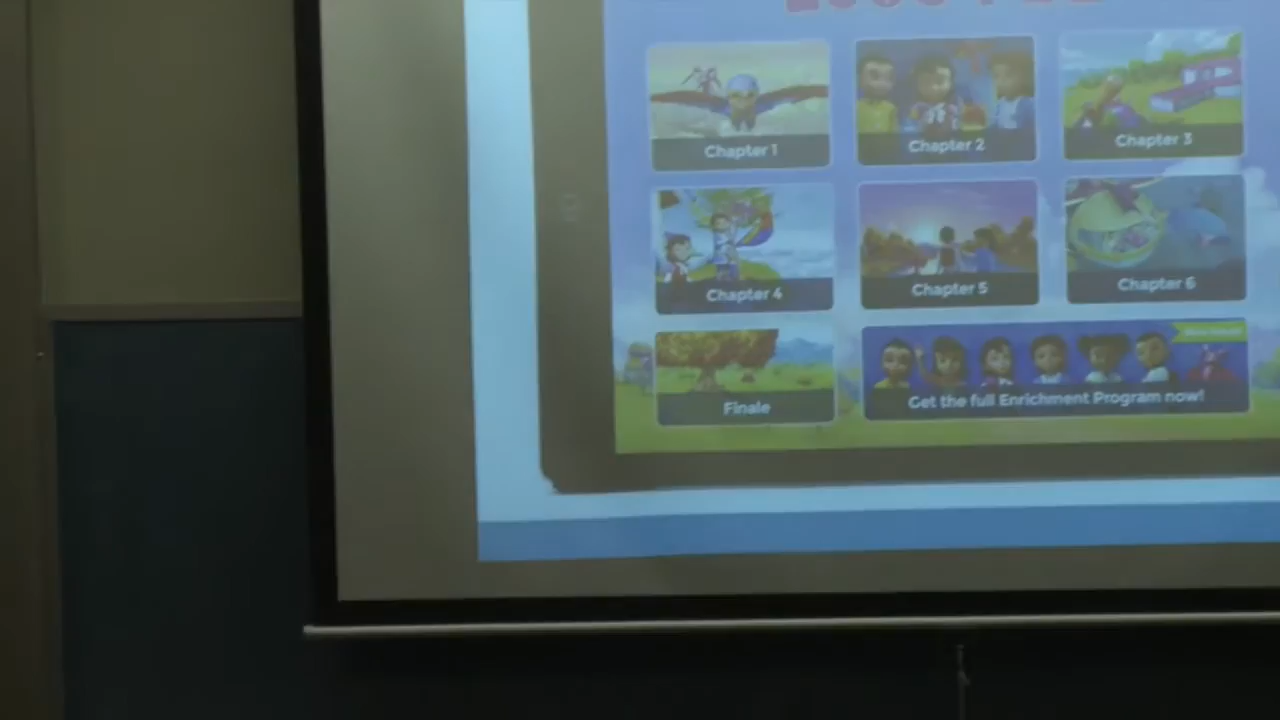 Chapter 1
Chapter 2
Chapter 3
Chapter 4
Chapter 5
Chapter 6
Finale
Get the full Enrichment Program now!